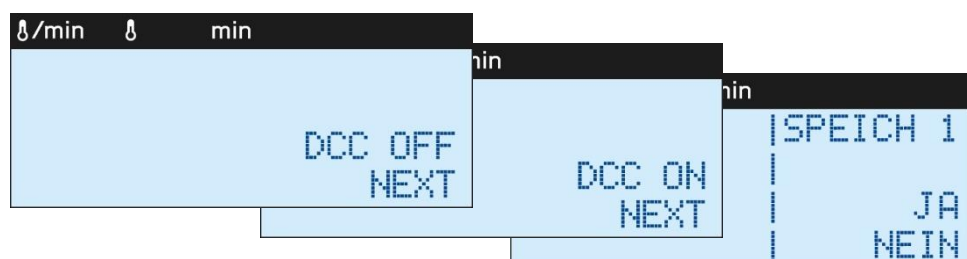 /min min
DCC OFF
NEXT
min
DCC ON
NEXT
min
SPEICH 1
JA
NEIN